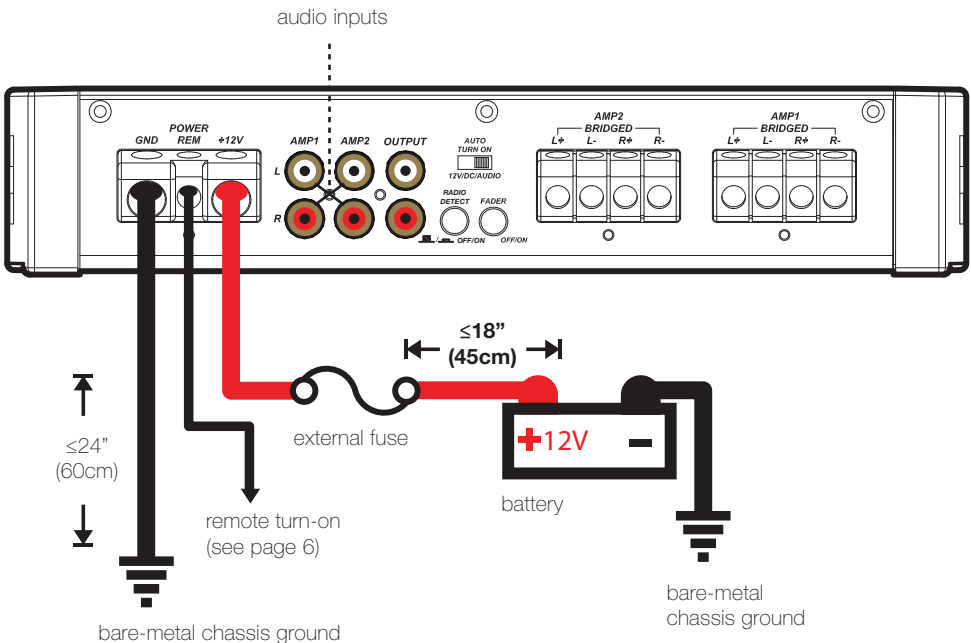 audio inputs
POWER
GND REM +12V
AMP1 AMP2 OUTPUT
L
R
AUTO
TURN ON
12V/DC/AUDIO
RADIO
DETECT
FADER
/ OFF/ON
OFF/ON
AMP2
BRIDGED
L+ L- R+ R-
AMP1
BRIDGED
L+ L- R+ R-
≤18”
(45cm)
≤24”
(60cm)
external fuse
+12V −
battery
remote turn-on
(see page 6)
bare-metal
chassis ground
bare-metal chassis ground